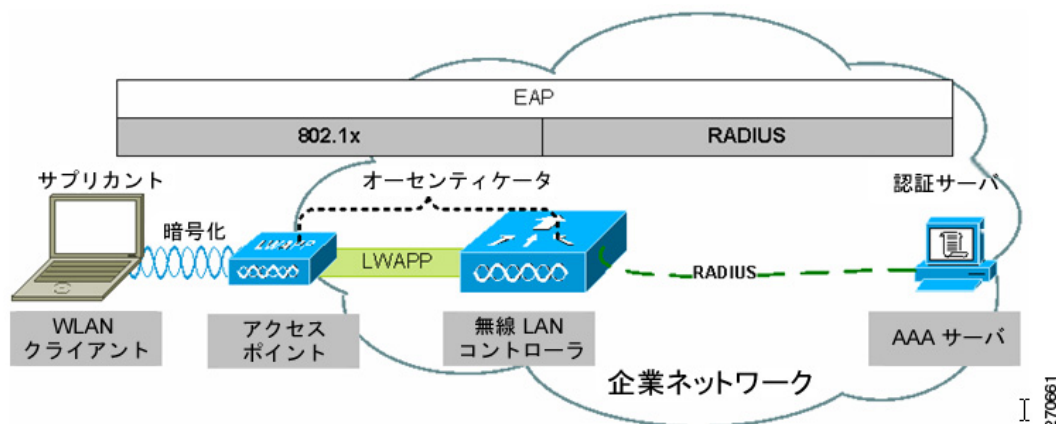 EAP
802.1x
RADIUS
サプリカント
オーセンティケータ
認証サーバ
暗号化
LWAPP
LWAPP
RADIUS
WLAN
クライアント
アクセス
ポイント
無線 LAN
コントローラ
AAA サーバ
企業ネットワーク
270661